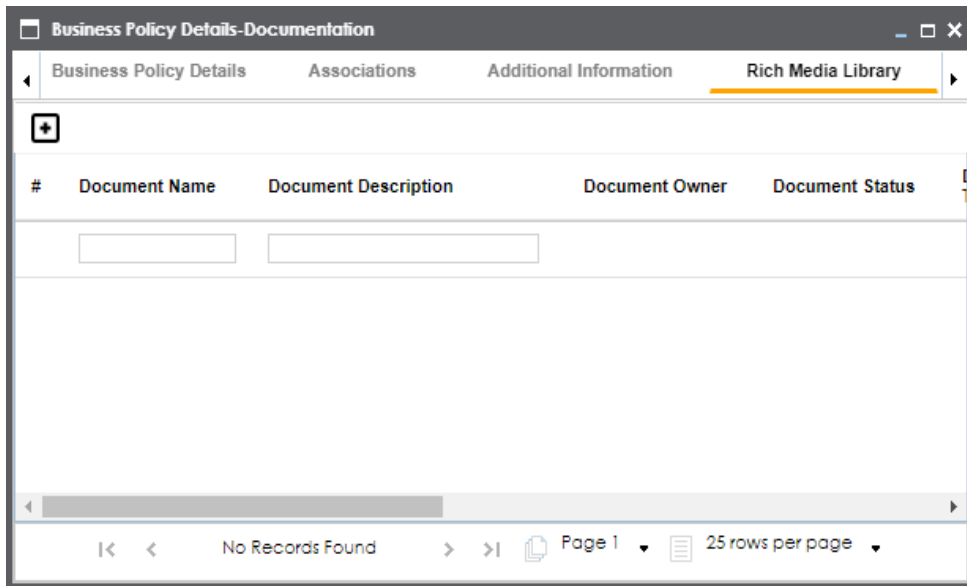 Business Policy Details-Documentation
Business Policy Details Associations Additional Information Rich Media Library
# Document Name Document Description Document Owner Document Status
No Records Found Page 1 25 rows per page